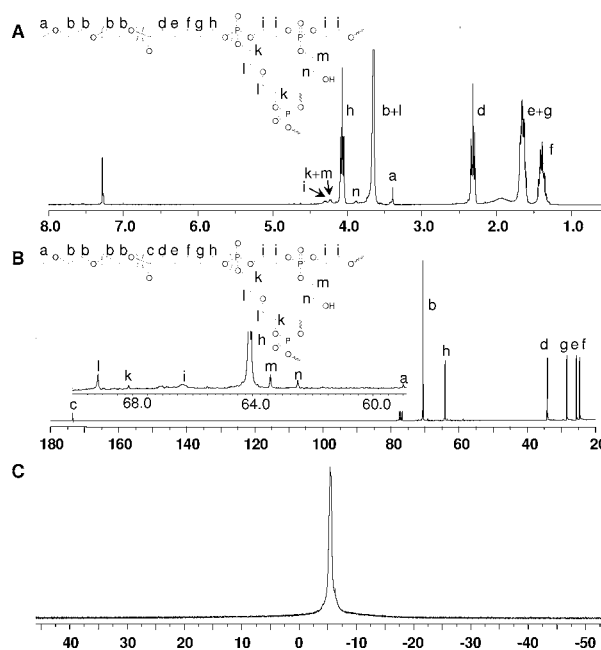 a b b b b d e f g h i i i i
A
O O O O P O O P O O
k m
l n OH
O k O
O P O
O
h b+l d e+g f
k+m
i n a
8.0 7.0 6.0 5.0 4.0 3.0 2.0 1.0
a b b b b c d e f g h i i i i
B
O O O O P O O P O O
k m
l n OH
O k O
O P O
O
l k i h m n
68.0 64.0 60.0
c a b h d g e f
180 160 140 120 100 80 60 40 20
C
40 30 20 10 0 -10 -20 -30 -40 -50